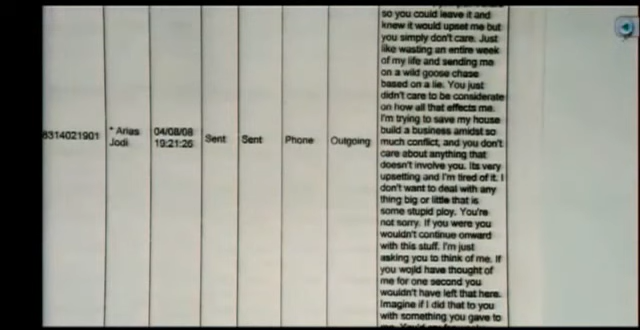 so you could leave it and
knew it would upset me but
you simply don't care. Just
like wasting an entire week
of my life and sending me
on a wild goose chase
based on a lie. You just
didn't care to be considerate
on how all that effects me.
I'm trying to save my house
build a business amidst so
much conflict, and you don't
care about anything that
doesn't involve you. Its very
upsetting and I'm tired of it. I
don't want to deal with any
thing big or little that is
some stupid ploy. You're
not sorry. If you were you
wouldn't continue onward
with this stuff. I'm just
asking you to think of me. If
you would have thought of
me for one second you
wouldn't have left that here.
Imagine if I did that to you
with something you gave to
8314021901
* Arias
Jodi
04/08/08
19:21:26
Sent
Sent
Phone
Outgoing